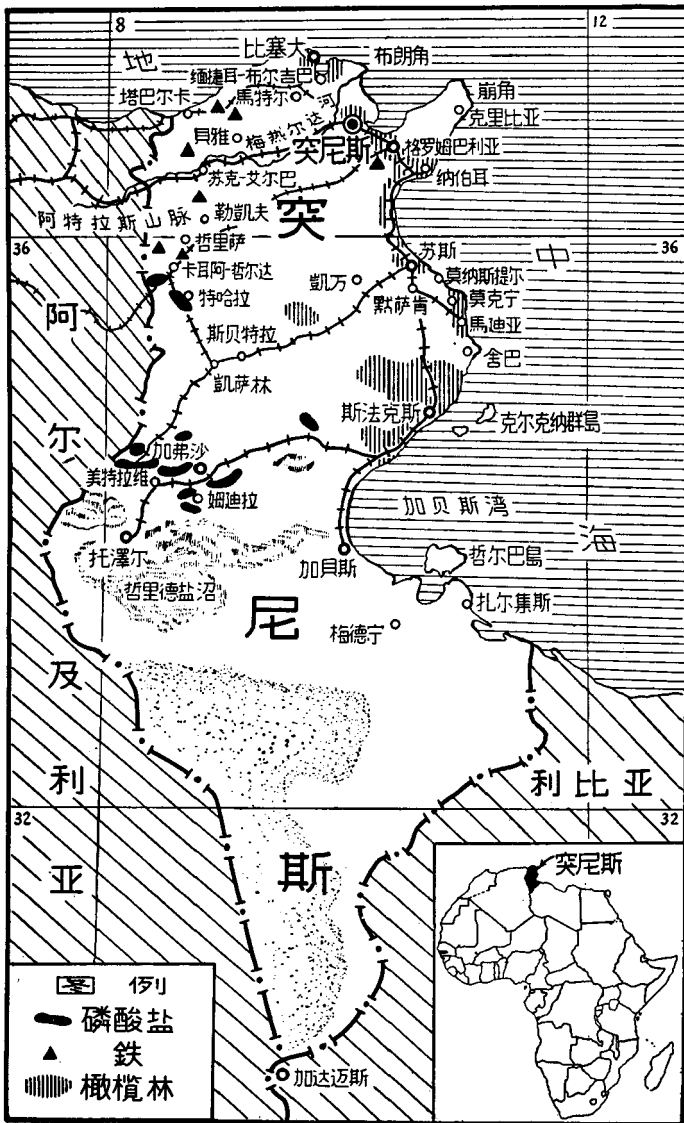 8
12
比塞大
布朗角
地
缅捷耳-布尔吉巴
崩角
塔巴尔卡
馬特尔
克里比亚
貝雅
梅热尔达河
突尼斯
格罗姆巴利亚
苏克-艾尔巴
纳伯耳
阿特拉斯山脉
勒凱夫
突
36
哲里萨
苏斯
中
36
卡耳阿-哲尔达
莫纳斯提尔
特哈拉
凱万
莫克宁
阿
默萨肯
馬迪亚
斯贝特拉
舍巴
凱萨林
斯法克斯
克尔克纳群島
尔
加弗沙
美特拉维
姆迪拉
加贝斯湾
海
托澤尔
加貝斯
哲尔巴島
哲里德盐沼
尼
扎尔集斯
梅德宁
及
利
利比亚
32
32
亚
斯
突尼斯
例
磷酸盐
鉄
橄榄林
加达迈斯